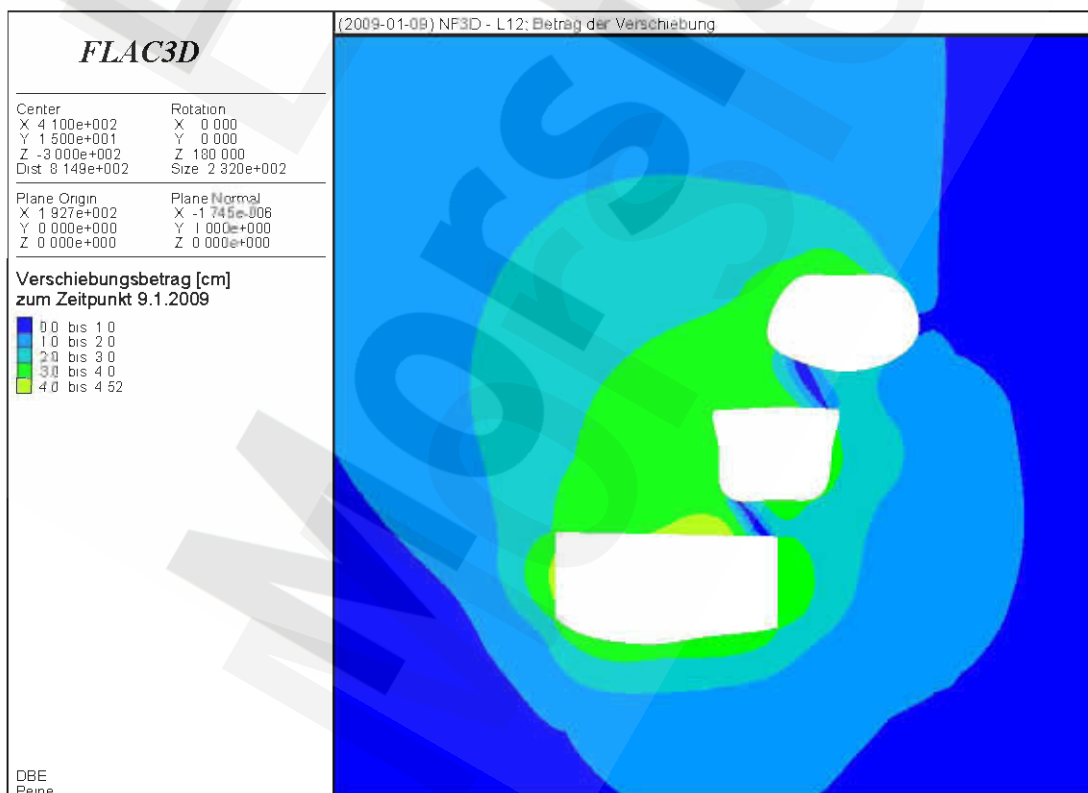 (2009-01-09) NF3D - L12; Betrag der Verschiebung
FLAC3D
Center Rotation
X 4 100e+002 X 0 000
Y 1 500e+001 Y 0 000
Z -3 000e+002 Z 180 000
Dist 8 149e+002 Size 2 320e+002
Plane Origin Plane Normal
X 1 927e+002 X -1 745e-006
Y 0 000e+000 Y 1 000e+000
Z 0 000e+000 Z 0 000e+000
Verschiebungsbetrag [cm]
zum Zeitpunkt 9.1.2009
0 0 bis 1 0
1 0 bis 2 0
2 0 bis 3 0
3 0 bis 4 0
4 0 bis 4 52
DBE
Peine
Mors